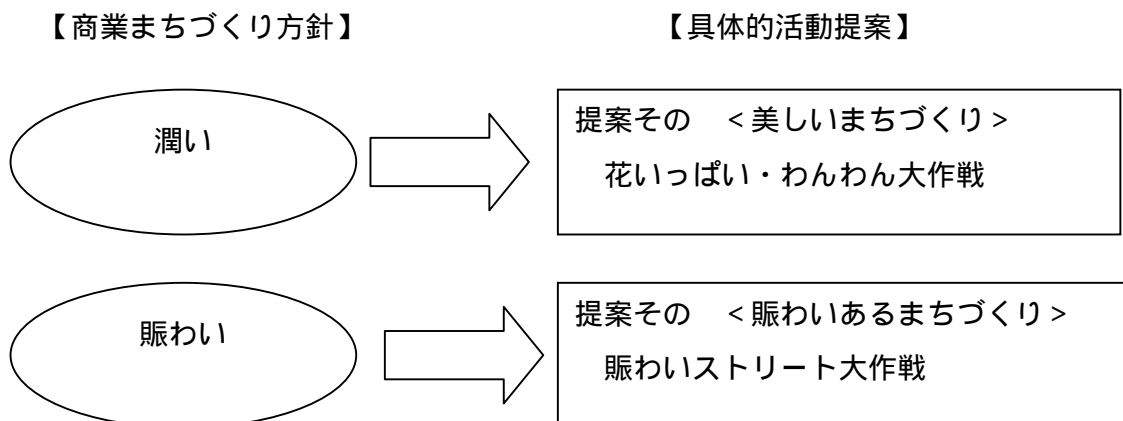 【商業まちづくり方針】 【具体的活動提案】
潤い
提案その <美しいまちづくり>
花いっぱい・わんわん大作戦
賑わい
提案その <賑わいあるまちづくり>
賑わいストリート大作戦